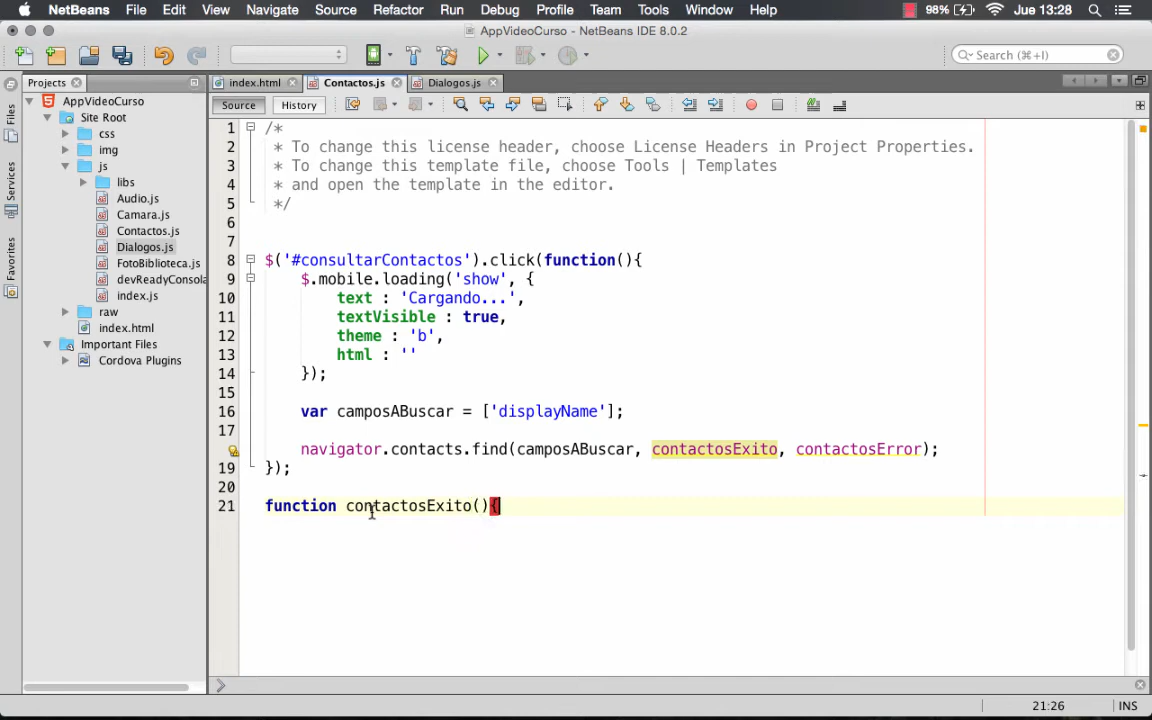 NetBeans File Edit View Navigate Source Refactor Run Debug Profile Team Tools Window Help 98% Jue 13:28
AppVideoCurso - NetBeans IDE 8.0.2
Search (⌘+I)
Projects
index.html Contactos.js Dialogos.js
Files
Services
Favorites
AppVideoCurso
Site Root
css
img
js
libs
Audio.js
Camara.js
Contactos.js
Dialogos.js
FotoBiblioteca.js
devReadyConsola
index.js
raw
index.html
Important Files
Cordova Plugins
Source History
1 /*
2 * To change this license header, choose License Headers in Project Properties.
3 * To change this template file, choose Tools | Templates
4 * and open the template in the editor.
5 */
6
7
8 $('#consultarContactos').click(function(){
9 $.mobile.loading('show', {
10 text : 'Cargando...',
11 textVisible : true,
12 theme : 'b',
13 html : ''
14 });
15
16 var camposABuscar = ['displayName'];
17
navigator.contacts.find(camposABuscar, contactosExito, contactosError);
19 });
20
21 function contactosExito(){
21:26 INS